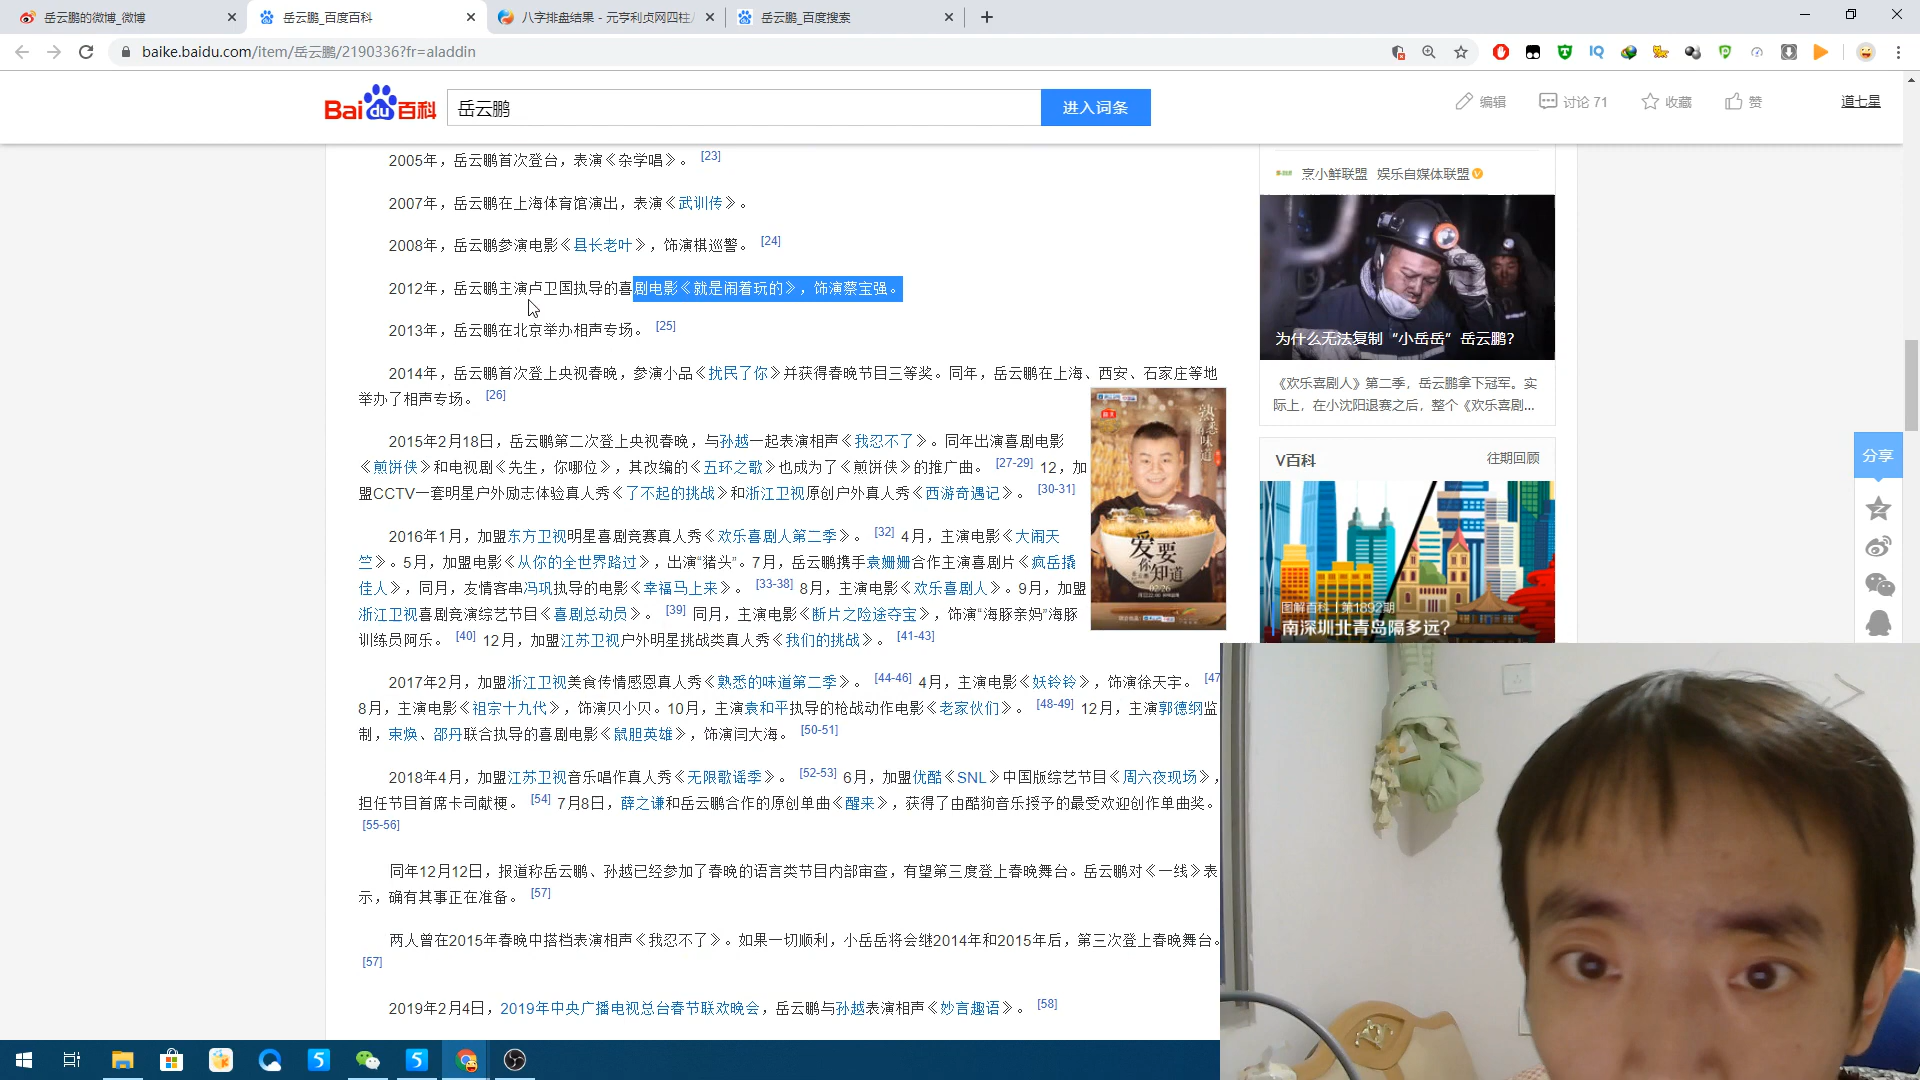 岳云鹏的微博_微博
岳云鹏_百度百科
八字排盘结果 - 元亨利贞网四柱
岳云鹏_百度搜索
baike.baidu.com/item/岳云鹏/2190336?fr=aladdin
Bai du 百科
岳云鹏
进入词条
编辑
讨论 71
收藏
赞
道七星
2005年，岳云鹏首次登台，表演《杂学唱》。 [23]
2007年，岳云鹏在上海体育馆演出，表演《武训传》。
2008年，岳云鹏参演电影《县长老叶》，饰演棋巡警。 [24]
2012年，岳云鹏主演卢卫国执导的喜剧电影《就是闹着玩的》，饰演蔡宝强。
2013年，岳云鹏在北京举办相声专场。 [25]
2014年，岳云鹏首次登上央视春晚，参演小品《扰民了你》并获得春晚节目三等奖。同年，岳云鹏在上海、西安、石家庄等地
举办了相声专场。 [26]
2015年2月18日，岳云鹏第二次登上央视春晚，与孙越一起表演相声《我忍不了》。同年出演喜剧电影
《煎饼侠》和电视剧《先生，你哪位》，其改编的《五环之歌》也成为了《煎饼侠》的推广曲。 [27-29] 12，加
盟CCTV一套明星户外励志体验真人秀《了不起的挑战》和浙江卫视原创户外真人秀《西游奇遇记》。 [30-31]
2016年1月，加盟东方卫视明星喜剧竞赛真人秀《欢乐喜剧人第二季》。 [32] 4月，主演电影《大闹天
竺》。5月，加盟电影《从你的全世界路过》，出演“猪头”。7月，岳云鹏携手袁姗姗合作主演喜剧片《疯岳撬
佳人》，同月，友情客串冯巩执导的电影《幸福马上来》。 [33-38] 8月，主演电影《欢乐喜剧人》。9月，加盟
浙江卫视喜剧竞演综艺节目《喜剧总动员》。 [39] 同月，主演电影《断片之险途夺宝》，饰演“海豚亲妈”海豚
训练员阿乐。 [40] 12月，加盟江苏卫视户外明星挑战类真人秀《我们的挑战》。 [41-43]
2017年2月，加盟浙江卫视美食传情感恩真人秀《熟悉的味道第二季》。 [44-46] 4月，主演电影《妖铃铃》，饰演徐天宇。 [47
8月，主演电影《祖宗十九代》，饰演贝小贝。10月，主演袁和平执导的枪战动作电影《老家伙们》。 [48-49] 12月，主演郭德纲监
制，束焕、邵丹联合执导的喜剧电影《鼠胆英雄》，饰演闫大海。 [50-51]
2018年4月，加盟江苏卫视音乐唱作真人秀《无限歌谣季》。 [52-53] 6月，加盟优酷《SNL》中国版综艺节目《周六夜现场》，
担任节目首席卡司献梗。 [54] 7月8日，薛之谦和岳云鹏合作的原创单曲《醒来》，获得了由酷狗音乐授予的最受欢迎创作单曲奖。
[55-56]
同年12月12日，报道称岳云鹏、孙越已经参加了春晚的语言类节目内部审查，有望第三度登上春晚舞台。岳云鹏对《一线》表
示，确有其事正在准备。 [57]
两人曾在2015年春晚中搭档表演相声《我忍不了》。如果一切顺利，小岳岳将会继2014年和2015年后，第三次登上春晚舞台。
[57]
2019年2月4日，2019年中央广播电视总台春节联欢晚会，岳云鹏与孙越表演相声《妙言趣语》。 [58]
熟悉的味道
爱要你知道
02/26
烹小鲜联盟 娱乐自媒体联盟
为什么无法复制“小岳岳”岳云鹏？
《欢乐喜剧人》第二季，岳云鹏拿下冠军。实
际上，在小沈阳退赛之后，整个《欢乐喜剧...
V百科
往期回顾
图解百科 | 第1892期
南深圳北青岛隔多远？
分享